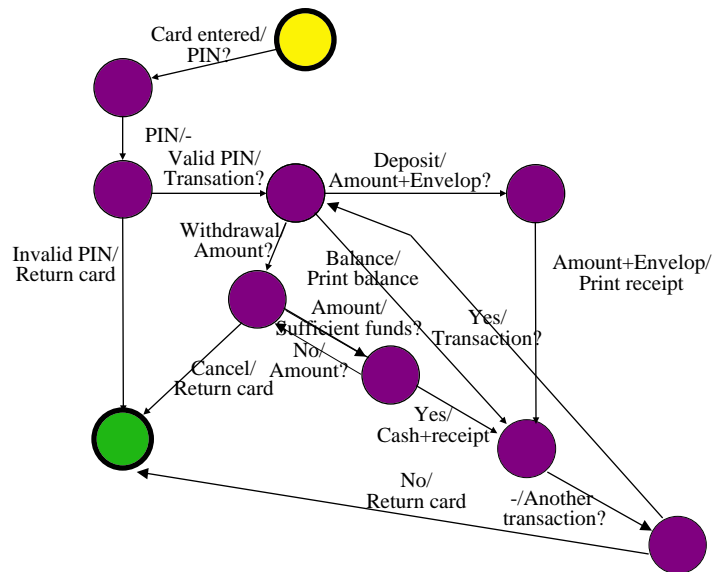 Card entered/
PIN?
PIN/-
Valid PIN/
Transation?
Deposit/
Amount+Envelop?
Invalid PIN/
Return card
Withdrawal
Amount?
Balance/
Print balance
Amount+Envelop/
Print receipt
Amount/
Sufficient funds?
Yes/
Transaction?
No/
Amount?
Cancel/
Return card
Yes/
Cash+receipt
No/
Return card
-/Another
transaction?